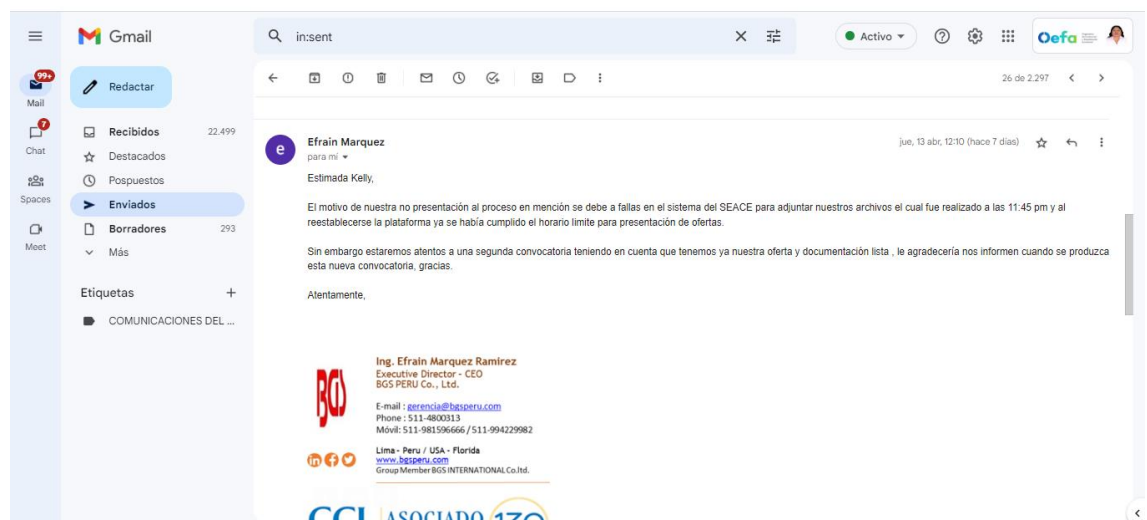 Gmail
in:sent
Activo
Oefa
99+
Mail
Redactar
26 de 2.297
7
Chat
Recibidos 22.499
Destacados
Spaces
Pospuestos
Enviados
Meet
Borradores 293
Más
Etiquetas +
COMUNICACIONES DEL ...
e
Efrain Marquez
jue, 13 abr, 12:10 (hace 7 días)
para mí
Estimada Kelly,
El motivo de nuestra no presentación al proceso en mención se debe a fallas en el sistema del SEACE para adjuntar nuestros archivos el cual fue realizado a las 11:45 pm y al
reestablecerse la plataforma ya se había cumplido el horario limite para presentación de ofertas.
Sin embargo estaremos atentos a una segunda convocatoria teniendo en cuenta que tenemos ya nuestra oferta y documentación lista , le agradecería nos informen cuando se produzca
esta nueva convocatoria, gracias.
Atentamente,
BGS
Ing. Efrain Marquez Ramirez
Executive Director - CEO
BGS PERU Co., Ltd.
E-mail : gerencia@bgsperu.com
Phone : 511-4800313
Móvil: 511-981596666 / 511-994229982
Lima - Peru / USA - Florida
www.bgsperu.com
Group Member BGS INTERNATIONAL Co.ltd.
CCL ASOCIADO 130